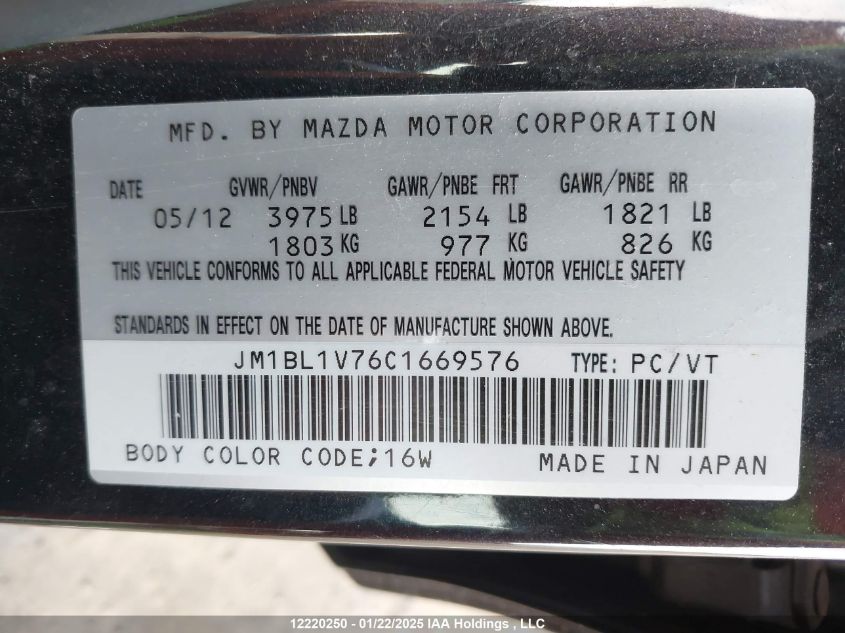 MFD. BY MAZDA MOTOR CORPORATION
DATE GVWR/PNBV GAWR/PNBE FRT GAWR/PNBE RR
05/12 3975 LB 2154 LB 1821 LB
1803 KG 977 KG 826 KG
THIS VEHICLE CONFORMS TO ALL APPLICABLE FEDERAL MOTOR VEHICLE SAFETY
STANDARDS IN EFFECT ON THE DATE OF MANUFACTURE SHOWN ABOVE.
JM1BL1V76C1669576 TYPE: PC/VT
BODY COLOR CODE;16W MADE IN JAPAN
12220250 - 01/22/2025 IAA Holdings , LLC